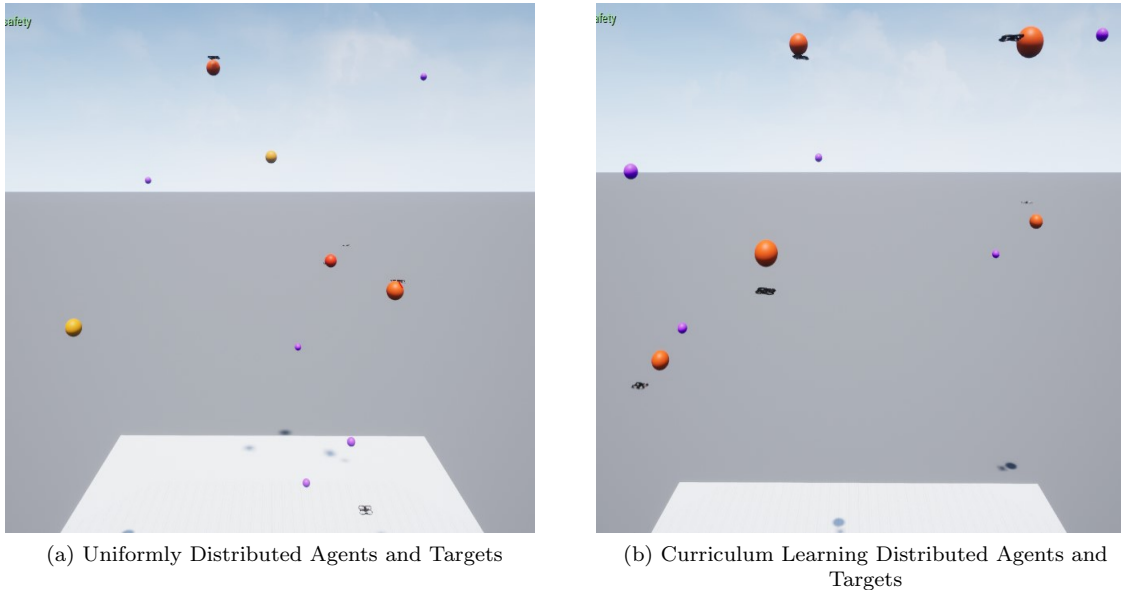 safety
afety
(a) Uniformly Distributed Agents and Targets
(b) Curriculum Learning Distributed Agents and
Targets